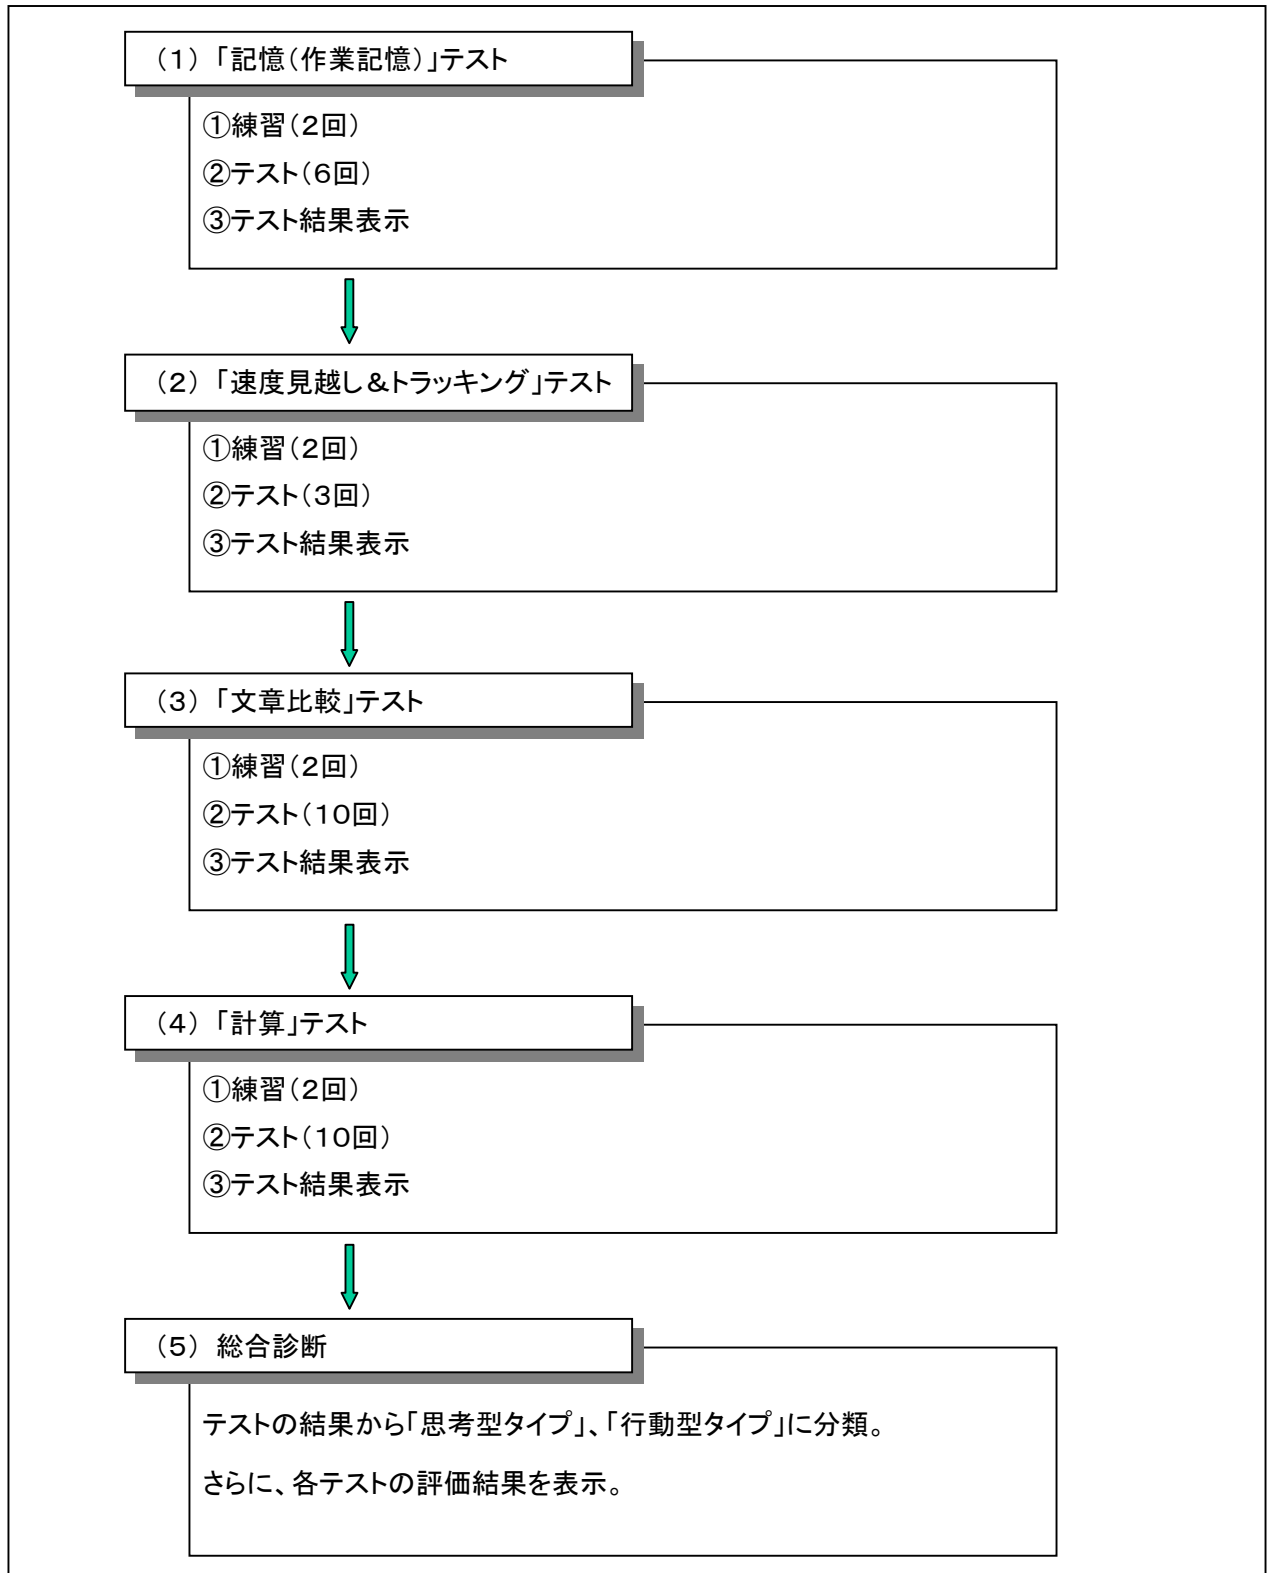 （１）「記憶（作業記憶）」テスト
①練習（２回）
②テスト（６回）
③テスト結果表示
（２）「速度見越し＆トラッキング」テスト
①練習（２回）
②テスト（３回）
③テスト結果表示
（３）「文章比較」テスト
①練習（２回）
②テスト（１０回）
③テスト結果表示
（４）「計算」テスト
①練習（２回）
②テスト（１０回）
③テスト結果表示
（５） 総合診断
テストの結果から「思考型タイプ」、「行動型タイプ」に分類。
さらに、各テストの評価結果を表示。